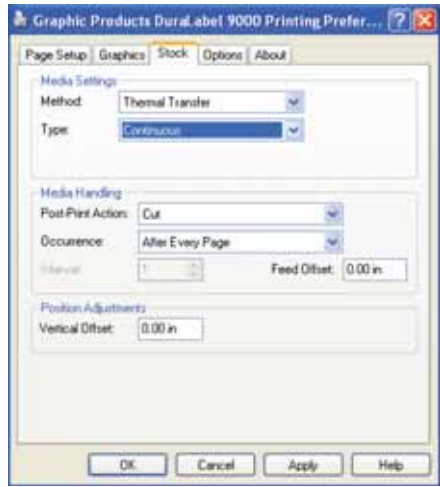 Graphic Products DuraLabel 9000 Printing Prefer...
Page Setup Graphics Stock Options About
Media Settings
Method: Thermal Transfer
Type: Continuous
Media Handling
Post-Print Action: Cut
Occurrence: After Every Page
Interval: 1 Feed Offset: 0.00 in
Position Adjustments
Vertical Offset: 0.00 in
OK Cancel Apply Help